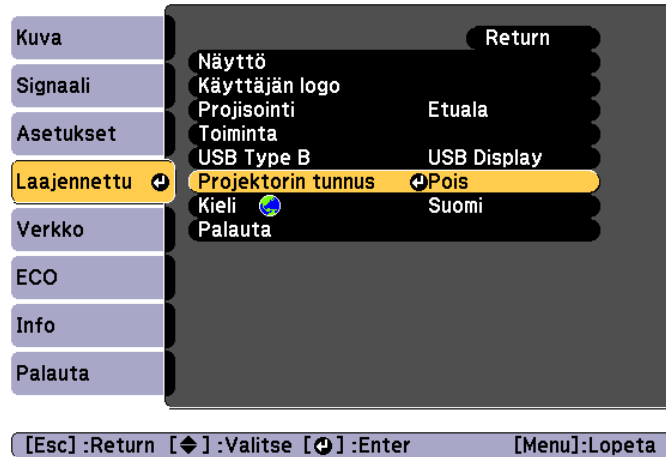 Kuva
Signaali
Asetukset
Laajennettu
Verkko
ECO
Info
Palauta
Return
Näyttö
Käyttäjän logo
Projisointi Etuala
Toiminta
USB Type B USB Display
Projektorin tunnus Pois
Kieli Suomi
Palauta
[Esc] :Return [◆] :Valitse [↵] :Enter [Menu]:Lopeta